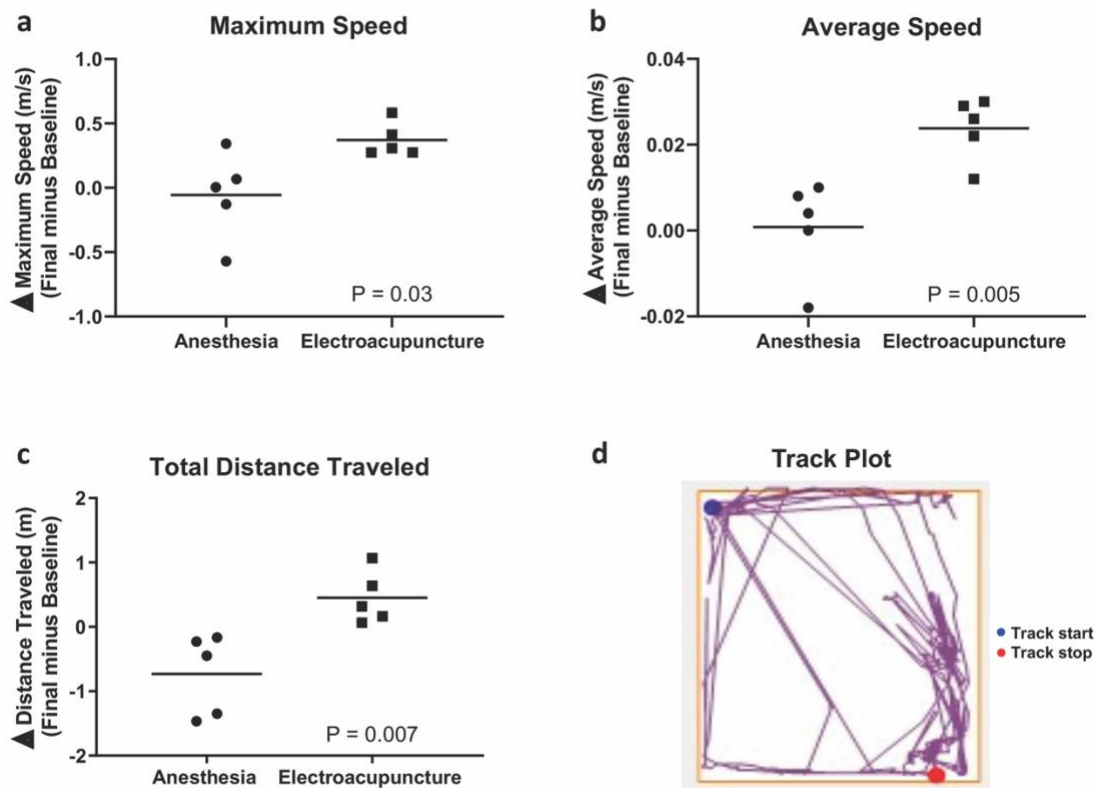 a
Maximum Speed
▲ Maximum Speed (m/s)
(Final minus Baseline)
1.0
0.5
0.0
-0.5
-1.0
P = 0.03
Anesthesia
Electroacupuncture
b
Average Speed
▲ Average Speed (m/s)
(Final minus Baseline)
0.04
0.02
0.00
-0.02
P = 0.005
Anesthesia
Electroacupuncture
c
Total Distance Traveled
▲ Distance Traveled (m)
(Final minus Baseline)
2
1
0
-1
-2
P = 0.007
Anesthesia
Electroacupuncture
d
Track Plot
Track start
Track stop